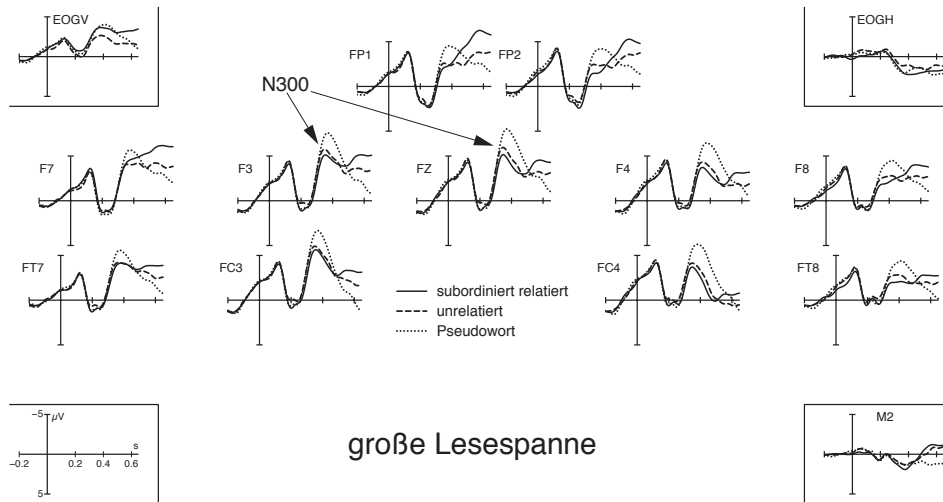 EOGV
EOGH
FP1
FP2
N300
F7
F3
FZ
F4
F8
FT7
FC3
FC4
FT8
subordiniert relatiert
unrelatiert
Pseudowort
−5 µV
s
−0.2 0.2 0.4 0.6
5
große Lesespanne
M2